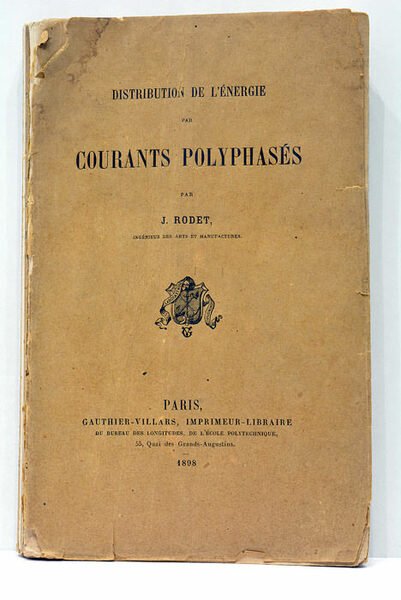 DISTRIBUTION DE L'ÉNERGIE
PAR
COURANTS POLYPHASÉS
PAR
J. RODET,
INGÉNIEUR DES ARTS ET MANUFACTURES.
PARIS,
GAUTHIER-VILLARS, IMPRIMEUR-LIBRAIRE
DU BUREAU DES LONGITUDES, DE L'ÉCOLE POLYTECHNIQUE,
55, Quai des Grands-Augustins.
1898